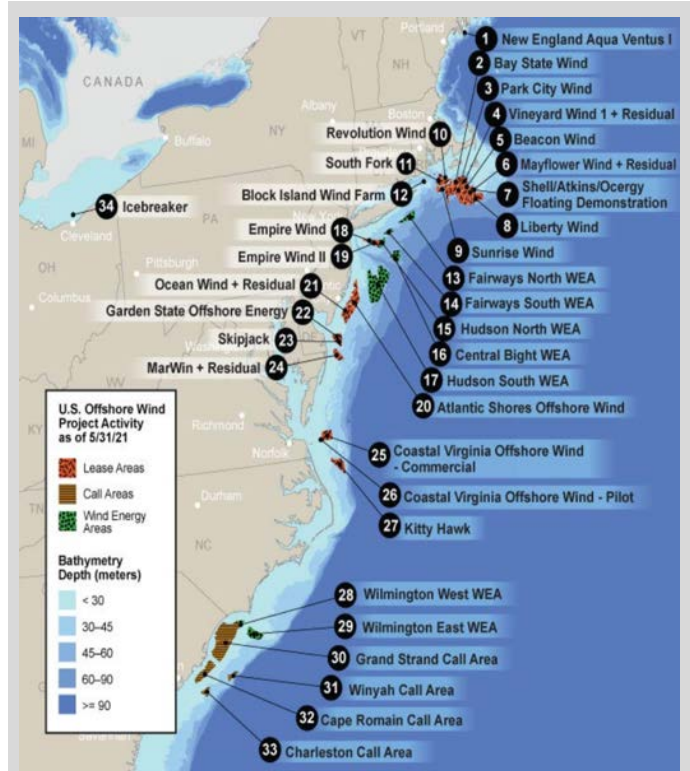 Portland
1 New England Aqua Ventus I
2 Bay State Wind
3 Park City Wind
4 Vineyard Wind 1 + Residual
5 Beacon Wind
6 Mayflower Wind + Residual
7 Shell/Atkins/Ocergy
Floating Demonstration
8 Liberty Wind
9 Sunrise Wind
VT
NH
CANADA
Albany
Boston
MI
Buffalo
NY
Revolution Wind 10
South Fork 11
Block Island Wind Farm 12
34 Icebreaker
Cleveland
PA
New York
Empire Wind 18
Empire Wind II 19
13 Fairways North WEA
14 Fairways South WEA
15 Hudson North WEA
16 Central Bight WEA
17 Hudson South WEA
20 Atlantic Shores Offshore Wind
OH
Pittsburgh
Columbus
Ocean Wind + Residual 21
Garden State Offshore Energy 22
Skipjack 23
MarWin + Residual 24
WV
KY
Richmond
Norfolk
25 Coastal Virginia Offshore Wind
- Commercial
26 Coastal Virginia Offshore Wind - Pilot
27 Kitty Hawk
TN
Durham
NC
U.S. Offshore Wind
Project Activity
as of 5/31/21
Lease Areas
Call Areas
Wind Energy
Areas
Bathymetry
Depth (meters)
< 30
30–45
45–60
60–90
>= 90
28 Wilmington West WEA
29 Wilmington East WEA
30 Grand Strand Call Area
31 Winyah Call Area
32 Cape Romain Call Area
33 Charleston Call Area